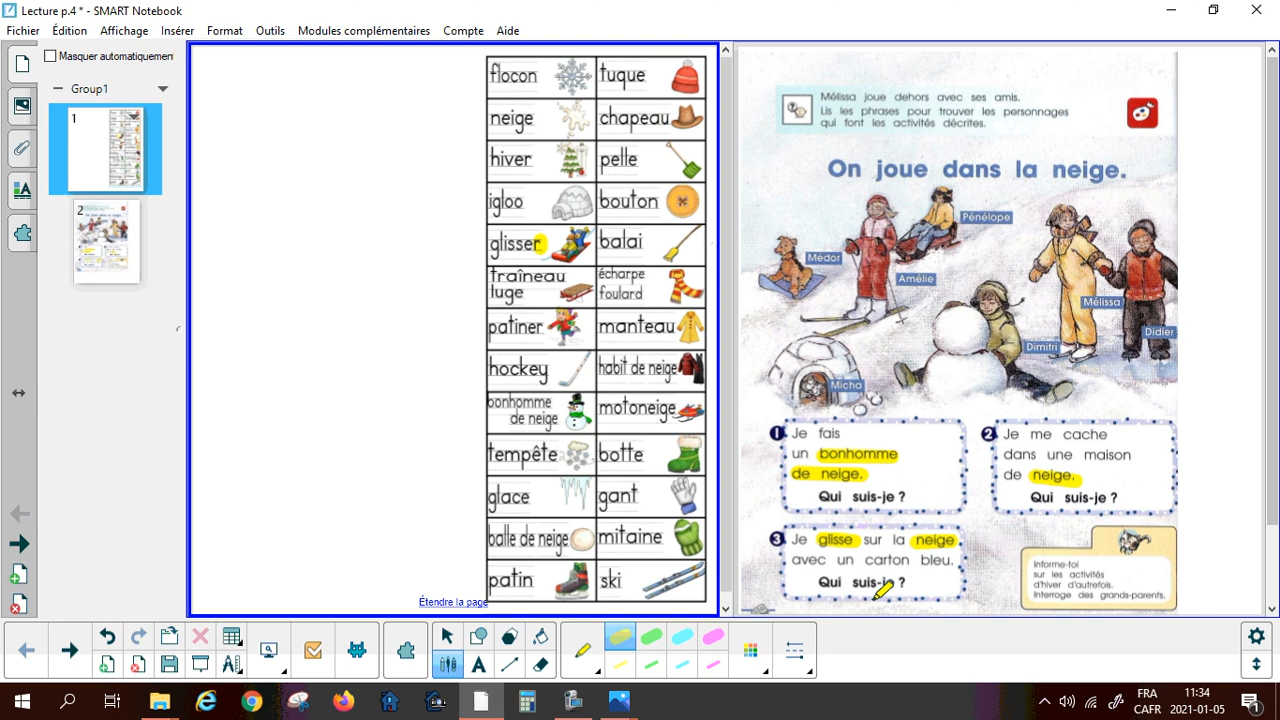 Lecture p.4 * - SMART Notebook
Fichier Édition Affichage Insérer Format Outils Modules complémentaires Compte Aide
Masquer automatiquement
Group1
1
2
flocon tuque
neige chapeau
hiver pelle
igloo bouton
glisser balai
traîneau écharpe
luge foulard
patiner manteau
hockey habit de neige
bonhomme motoneige
de neige
tempête botte
glace gant
balle de neige mitaine
patin ski
Étendre la page
Mélissa joue dehors avec ses amis.
Lis les phrases pour trouver les personnages
qui font les activités décrites.
On joue dans la neige.
Pénélope
Médor
Amélie
Mélissa
Didier
Dimitri
Micha
1 Je fais
un bonhomme
de neige.
Qui suis-je ?
2 Je me cache
dans une maison
de neige.
Qui suis-je ?
3 Je glisse sur la neige
avec un carton bleu.
Qui suis-je ?
Informe-toi
sur les activités
d'hiver d'autrefois.
Interroge des grands-parents.
A
FRA 11:34
CAFR 2021-01-05
1